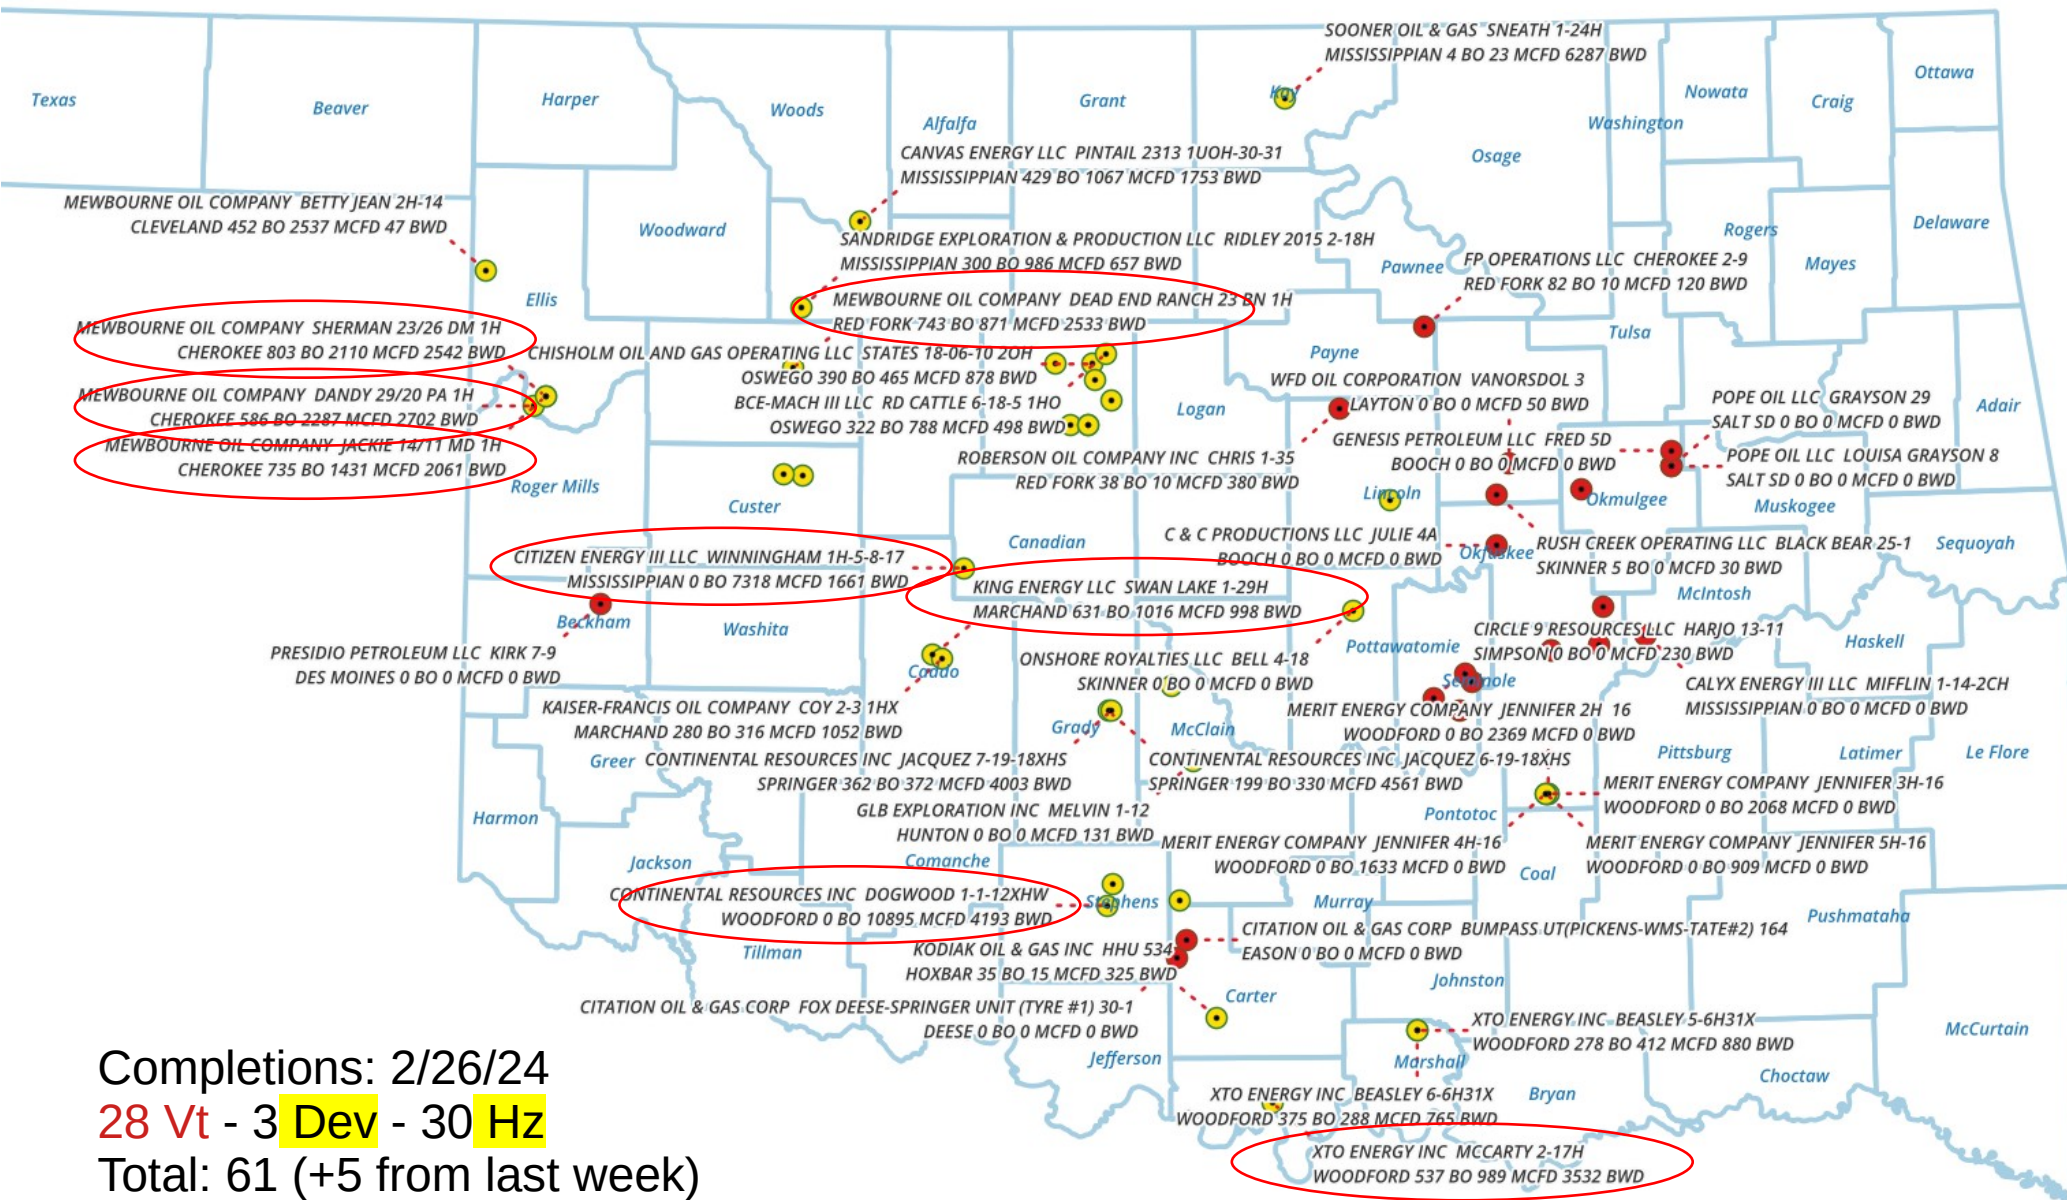 SOONER OIL & GAS  SNEATH 1-24H
MISSISSIPPIAN 4 BO 23 MCFD 6287 BWD
Texas
Beaver
Harper
Woods
Alfalfa
Grant
Kay
Osage
Washington
Nowata
Craig
Ottawa
CANVAS ENERGY LLC  PINTAIL 2313 1UOH-30-31
MISSISSIPPIAN 429 BO 1067 MCFD 1753 BWD
MEWBOURNE OIL COMPANY  BETTY JEAN 2H-14
CLEVELAND 452 BO 2537 MCFD 47 BWD
Woodward
Rogers
Delaware
Mayes
Pawnee
SANDRIDGE EXPLORATION & PRODUCTION LLC  RIDLEY 2015 2-18H
MISSISSIPPIAN 300 BO 986 MCFD 657 BWD
FP OPERATIONS LLC  CHEROKEE 2-9
RED FORK 82 BO 10 MCFD 120 BWD
Ellis
MEWBOURNE OIL COMPANY  DEAD END RANCH 23 BN 1H
RED FORK 743 BO 871 MCFD 2533 BWD
MEWBOURNE OIL COMPANY  SHERMAN 23/26 DM 1H
CHEROKEE 803 BO 2110 MCFD 2542 BWD
Tulsa
Payne
CHISHOLM OIL AND GAS OPERATING LLC  STATES 18-06-10 2OH
OSWEGO 390 BO 465 MCFD 878 BWD
WFD OIL CORPORATION  VANORSDOL 3
LAYTON 0 BO 0 MCFD 50 BWD
MEWBOURNE OIL COMPANY  DANDY 29/20 PA 1H
CHEROKEE 586 BO 2287 MCFD 2702 BWD
BCE-MACH III LLC  RD CATTLE 6-18-5 1HO
OSWEGO 322 BO 788 MCFD 498 BWD
Logan
POPE OIL LLC  GRAYSON 29
SALT SD 0 BO 0 MCFD 0 BWD
Adair
MEWBOURNE OIL COMPANY  JACKIE 14/11 MD 1H
CHEROKEE 735 BO 1431 MCFD 2061 BWD
GENESIS PETROLEUM LLC  FRED 5D
BOOCH 0 BO 0 MCFD 0 BWD
POPE OIL LLC  LOUISA GRAYSON 8
SALT SD 0 BO 0 MCFD 0 BWD
ROBERSON OIL COMPANY INC  CHRIS 1-35
RED FORK 38 BO 10 MCFD 380 BWD
Roger Mills
Custer
Lincoln
Okmulgee
Muskogee
Canadian
C & C PRODUCTIONS LLC  JULIE 4A
BOOCH 0 BO 0 MCFD 0 BWD
Okfuskee
RUSH CREEK OPERATING LLC  BLACK BEAR 25-1
SKINNER 5 BO 0 MCFD 30 BWD
Sequoyah
CITIZEN ENERGY III LLC  WINNINGHAM 1H-5-8-17
MISSISSIPPIAN 0 BO 7318 MCFD 1661 BWD
KING ENERGY LLC  SWAN LAKE 1-29H
MARCHAND 631 BO 1016 MCFD 998 BWD
McIntosh
Beckham
Washita
Pottawatomie
CIRCLE 9 RESOURCES LLC  HARJO 13-11
SIMPSON 0 BO 0 MCFD 230 BWD
Haskell
PRESIDIO PETROLEUM LLC  KIRK 7-9
DES MOINES 0 BO 0 MCFD 0 BWD
Caddo
ONSHORE ROYALTIES LLC  BELL 4-18
SKINNER 0 BO 0 MCFD 0 BWD
Seminole
CALYX ENERGY III LLC  MIFFLIN 1-14-2CH
MISSISSIPPIAN 0 BO 0 MCFD 0 BWD
KAISER-FRANCIS OIL COMPANY  COY 2-3 1HX
MARCHAND 280 BO 316 MCFD 1052 BWD
Grady
McClain
MERIT ENERGY COMPANY  JENNIFER 2H  16
WOODFORD 0 BO 2369 MCFD 0 BWD
Pittsburg
Latimer
Le Flore
Greer
CONTINENTAL RESOURCES INC  JACQUEZ 7-19-18XHS
SPRINGER 362 BO 372 MCFD 4003 BWD
CONTINENTAL RESOURCES INC  JACQUEZ 6-19-18XHS
SPRINGER 199 BO 330 MCFD 4561 BWD
MERIT ENERGY COMPANY  JENNIFER 3H-16
WOODFORD 0 BO 2068 MCFD 0 BWD
Harmon
GLB EXPLORATION INC  MELVIN 1-12
HUNTON 0 BO 0 MCFD 131 BWD
Pontotoc
MERIT ENERGY COMPANY  JENNIFER 4H-16
WOODFORD 0 BO 1633 MCFD 0 BWD
MERIT ENERGY COMPANY  JENNIFER 5H-16
WOODFORD 0 BO 909 MCFD 0 BWD
Jackson
Comanche
Coal
CONTINENTAL RESOURCES INC  DOGWOOD 1-1-12XHW
WOODFORD 0 BO 10895 MCFD 4193 BWD
Stephens
Murray
Pushmataha
Tillman
KODIAK OIL & GAS INC  HHU 534
HOXBAR 35 BO 15 MCFD 325 BWD
CITATION OIL & GAS CORP  BUMPASS UT(PICKENS-WMS-TATE#2) 164
EASON 0 BO 0 MCFD 0 BWD
Johnston
Carter
CITATION OIL & GAS CORP  FOX DEESE-SPRINGER UNIT (TYRE #1) 30-1
DEESE 0 BO 0 MCFD 0 BWD
XTO ENERGY INC  BEASLEY 5-6H31X
WOODFORD 278 BO 412 MCFD 880 BWD
McCurtain
Jefferson
Marshall
Choctaw
Bryan
XTO ENERGY INC  BEASLEY 6-6H31X
WOODFORD 375 BO 288 MCFD 765 BWD
XTO ENERGY INC  MCCARTY 2-17H
WOODFORD 537 BO 989 MCFD 3532 BWD
Completions: 2/26/24
28 Vt - 3 Dev - 30 Hz
Total: 61 (+5 from last week)